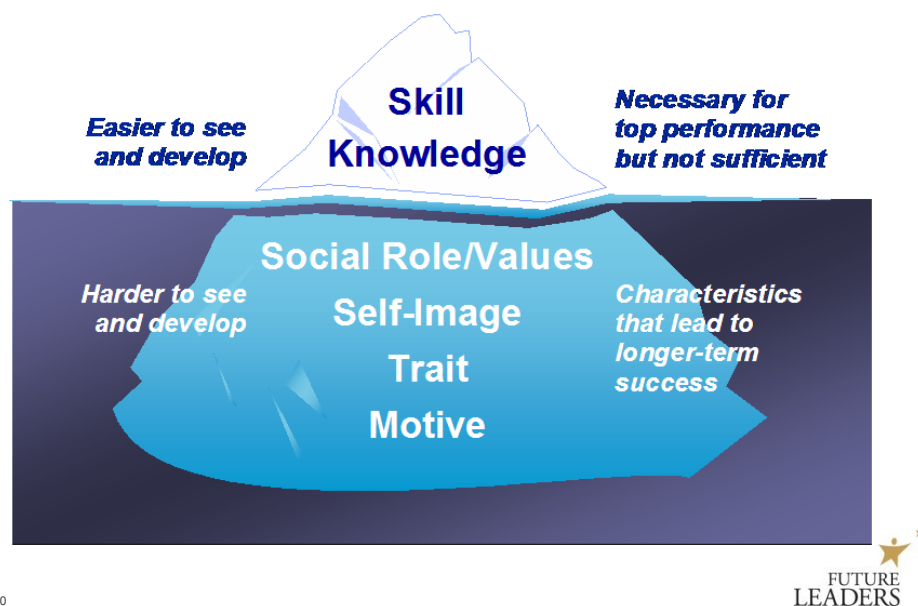 Skill
Knowledge
Easier to see
and develop
Necessary for
top performance
but not sufficient
Social Role/Values
Self-Image
Trait
Motive
Harder to see
and develop
Characteristics
that lead to
longer-term
success
FUTURE
LEADERS
0